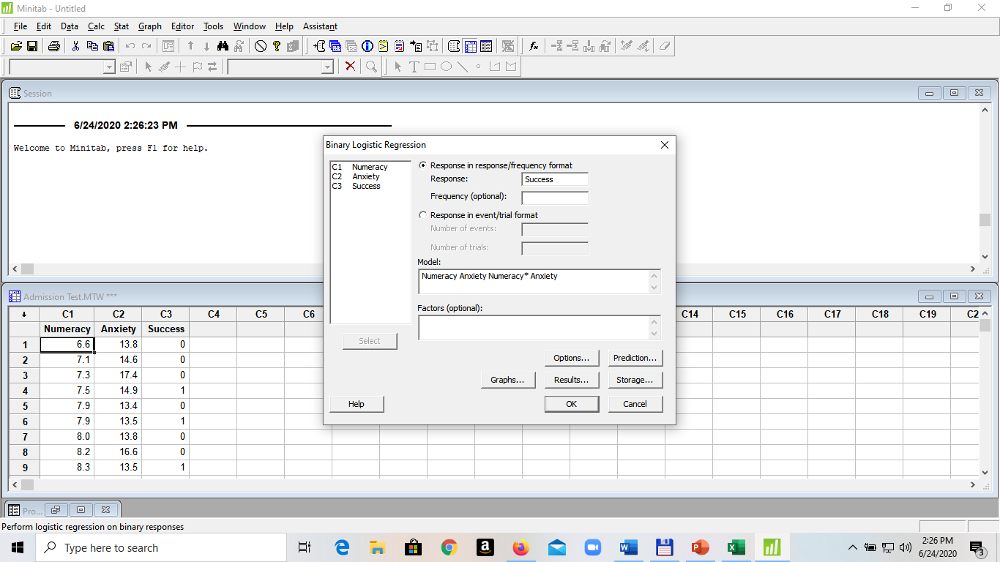 Minitab - Untitled
File Edit Data Calc Stat Graph Editor Tools Window Help Assistant
Session
6/24/2020 2:26:23 PM
Welcome to Minitab, press F1 for help.
Binary Logistic Regression
C1 Numeracy
C2 Anxiety
C3 Success
Response in response/frequency format
Response: Success
Frequency (optional):
Response in event/trial format
Number of events:
Number of trials:
Model:
Numeracy Anxiety Numeracy* Anxiety
Factors (optional):
Select
Options... Prediction...
Graphs... Results... Storage...
Help OK Cancel
Admission Test.MTW ***
C1 C2 C3 C4 C5 C6 C14 C15 C16 C17 C18 C19 C2
Numeracy Anxiety Success
1 6.6 13.8 0
2 7.1 14.6 0
3 7.3 17.4 0
4 7.5 14.9 1
5 7.9 13.4 0
6 7.9 13.5 1
7 8.0 13.8 0
8 8.2 16.6 0
9 8.3 13.5 1
Pro...
Perform logistic regression on binary responses
Type here to search
2:26 PM
6/24/2020
3